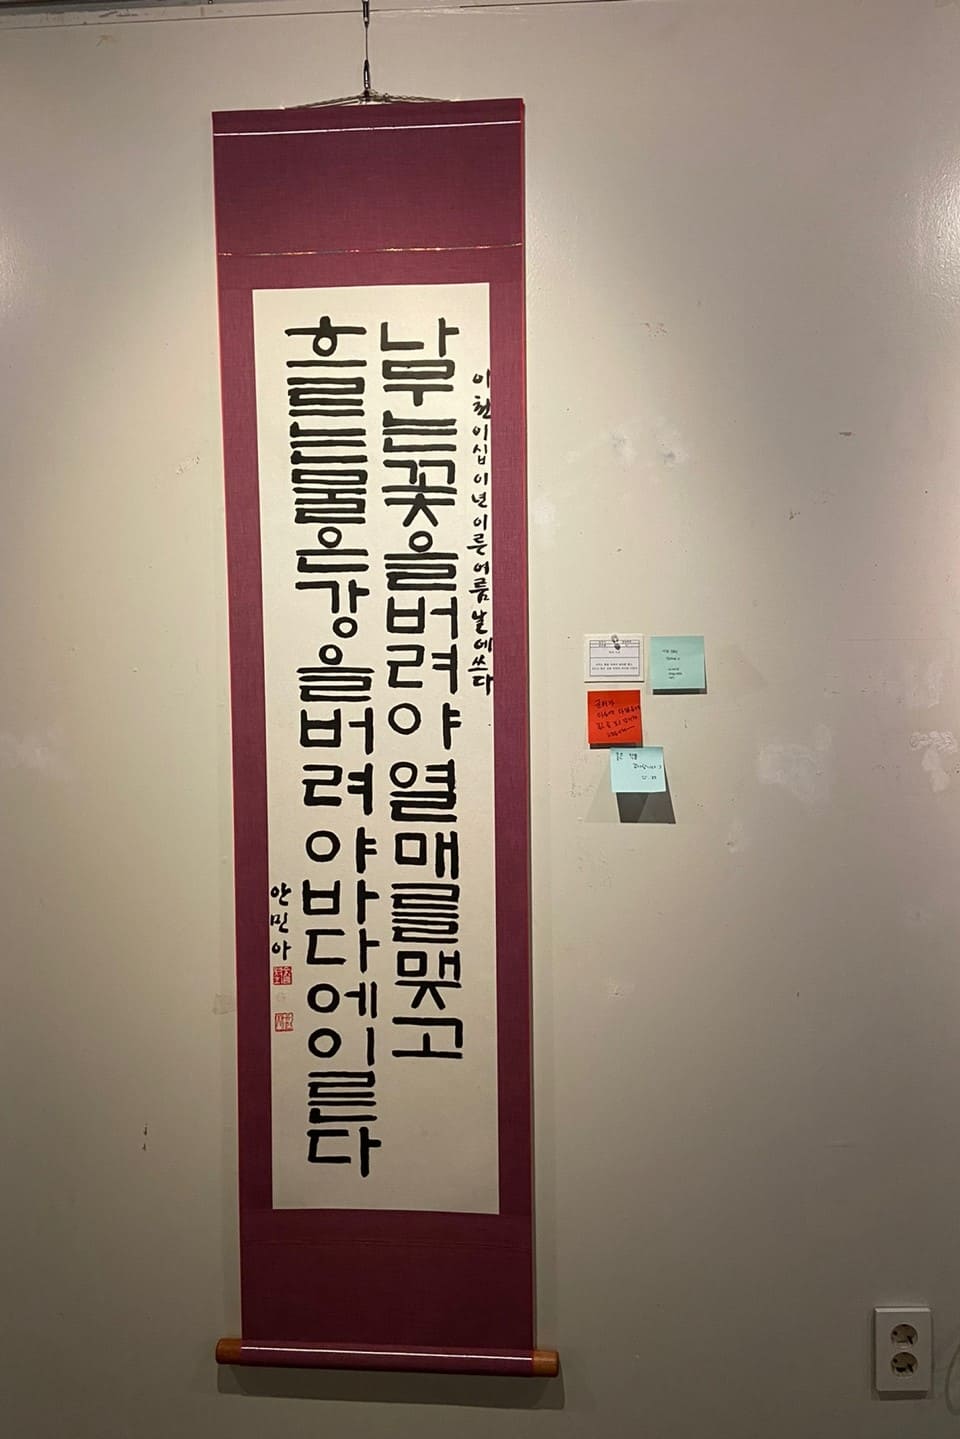 이천이십이년이른여름날에쓰다
나무는꽃을버려야열매를맺고
흐르는물은강을버려야바다에이른다
안민아